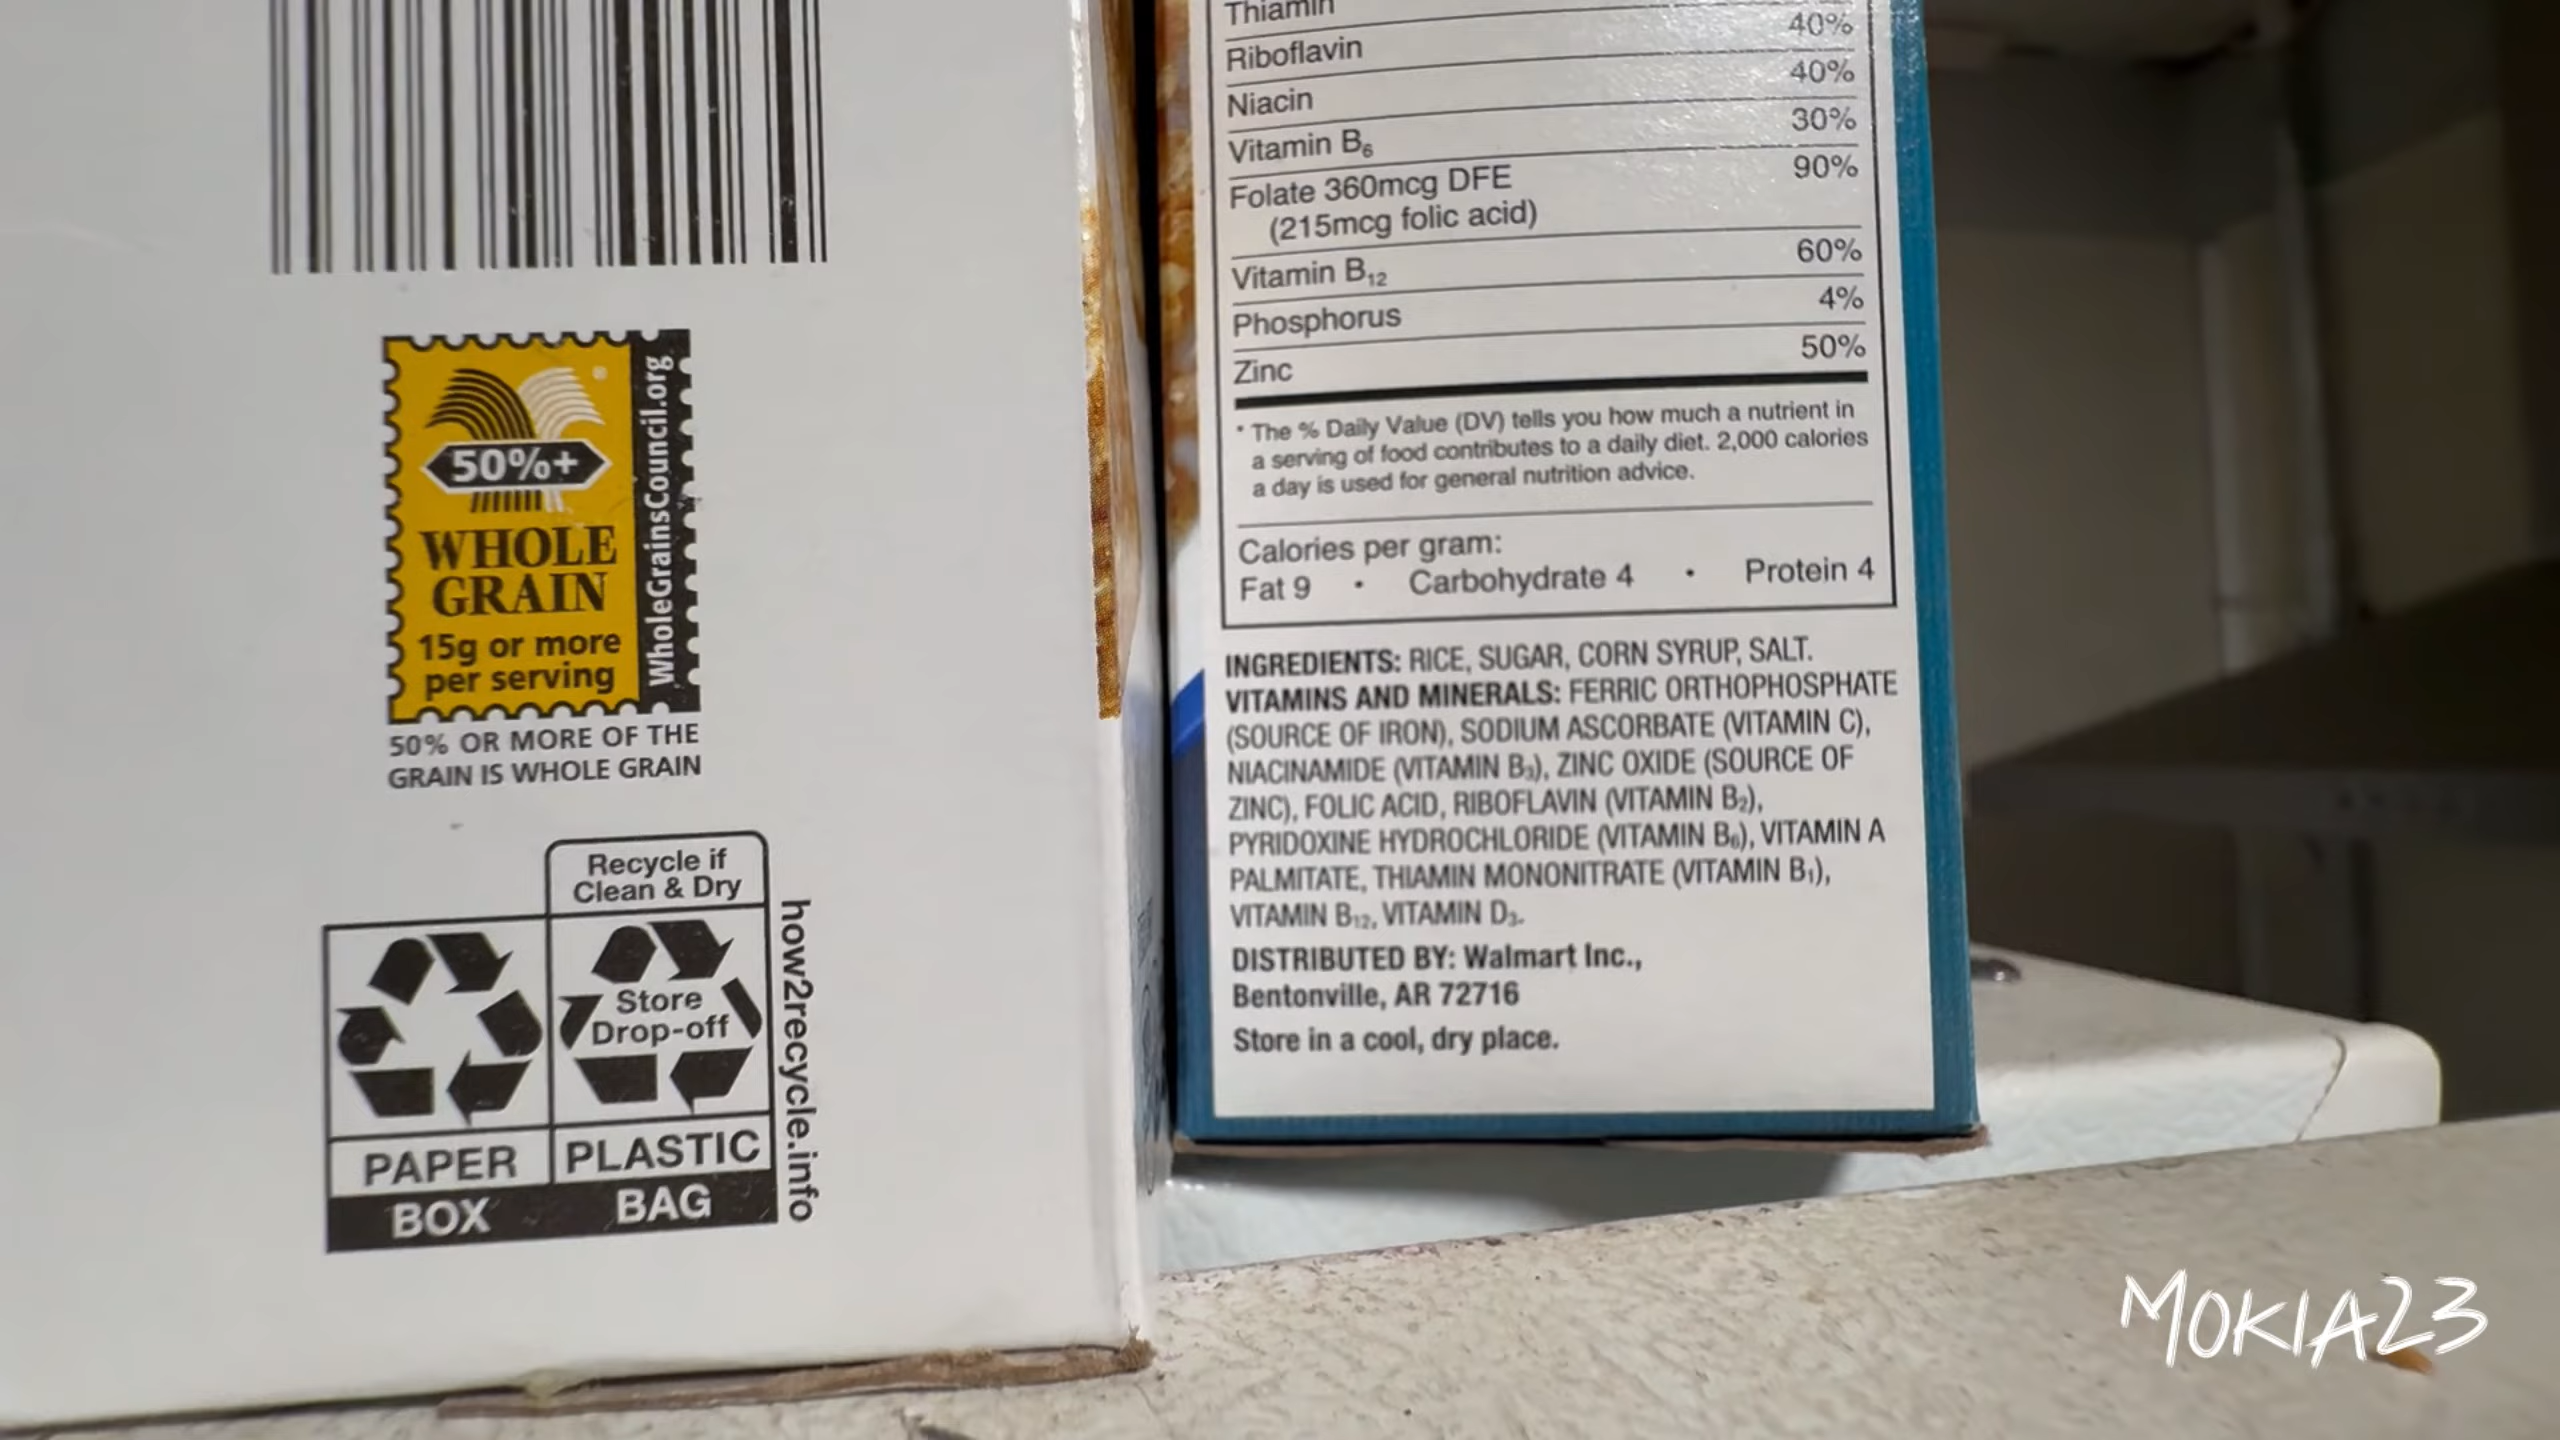 50%+
WHOLE
GRAIN
15g or more
per serving
WholeGrainsCouncil.org
50% OR MORE OF THE
GRAIN IS WHOLE GRAIN
Recycle if
Clean & Dry
Store
Drop-off
PAPER
PLASTIC
BOX
BAG
how2recycle.info
Thiamin 40%
Riboflavin 40%
Niacin 30%
Vitamin B₆ 90%
Folate 360mcg DFE
(215mcg folic acid) 60%
Vitamin B₁₂ 4%
Phosphorus 50%
Zinc
* The % Daily Value (DV) tells you how much a nutrient in
a serving of food contributes to a daily diet. 2,000 calories
a day is used for general nutrition advice.
Calories per gram:
Fat 9 • Carbohydrate 4 • Protein 4
INGREDIENTS: RICE, SUGAR, CORN SYRUP, SALT.
VITAMINS AND MINERALS: FERRIC ORTHOPHOSPHATE
(SOURCE OF IRON), SODIUM ASCORBATE (VITAMIN C),
NIACINAMIDE (VITAMIN B₃), ZINC OXIDE (SOURCE OF
ZINC), FOLIC ACID, RIBOFLAVIN (VITAMIN B₂),
PYRIDOXINE HYDROCHLORIDE (VITAMIN B₆), VITAMIN A
PALMITATE, THIAMIN MONONITRATE (VITAMIN B₁),
VITAMIN B₁₂, VITAMIN D₃.
DISTRIBUTED BY: Walmart Inc.,
Bentonville, AR 72716
Store in a cool, dry place.
MOKIA23